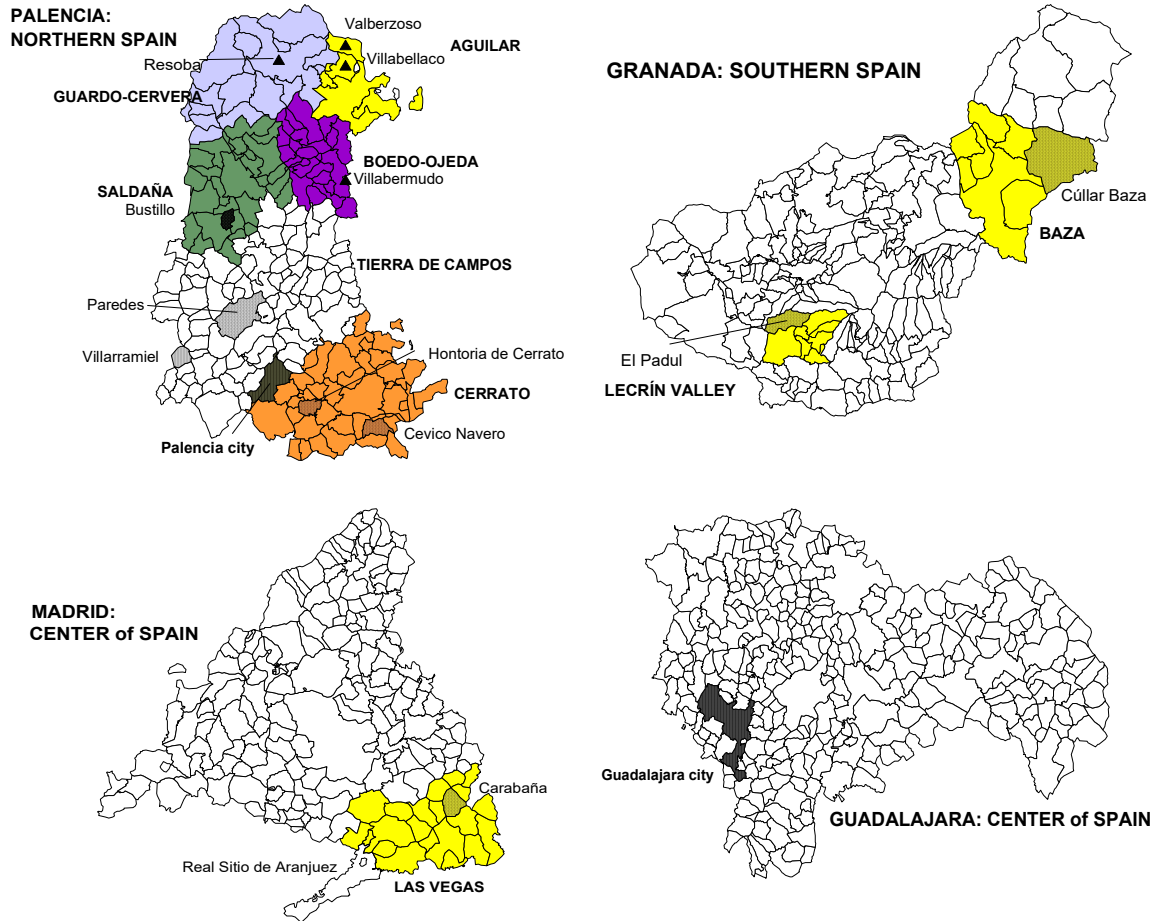 PALENCIA:
NORTHERN SPAIN
Valberzoso
AGUILAR
Resoba
Villabellaco
GUARDO-CERVERA
BOEDO-OJEDA
Villabermudo
SALDAÑA
Bustillo
TIERRA DE CAMPOS
Paredes
Villarramiel
Hontoria de Cerrato
CERRATO
Cevico Navero
Palencia city
GRANADA: SOUTHERN SPAIN
Cúllar Baza
BAZA
El Padul
LECRÍN VALLEY
MADRID:
CENTER of SPAIN
Carabaña
Real Sitio de Aranjuez
LAS VEGAS
Guadalajara city
GUADALAJARA: CENTER of SPAIN